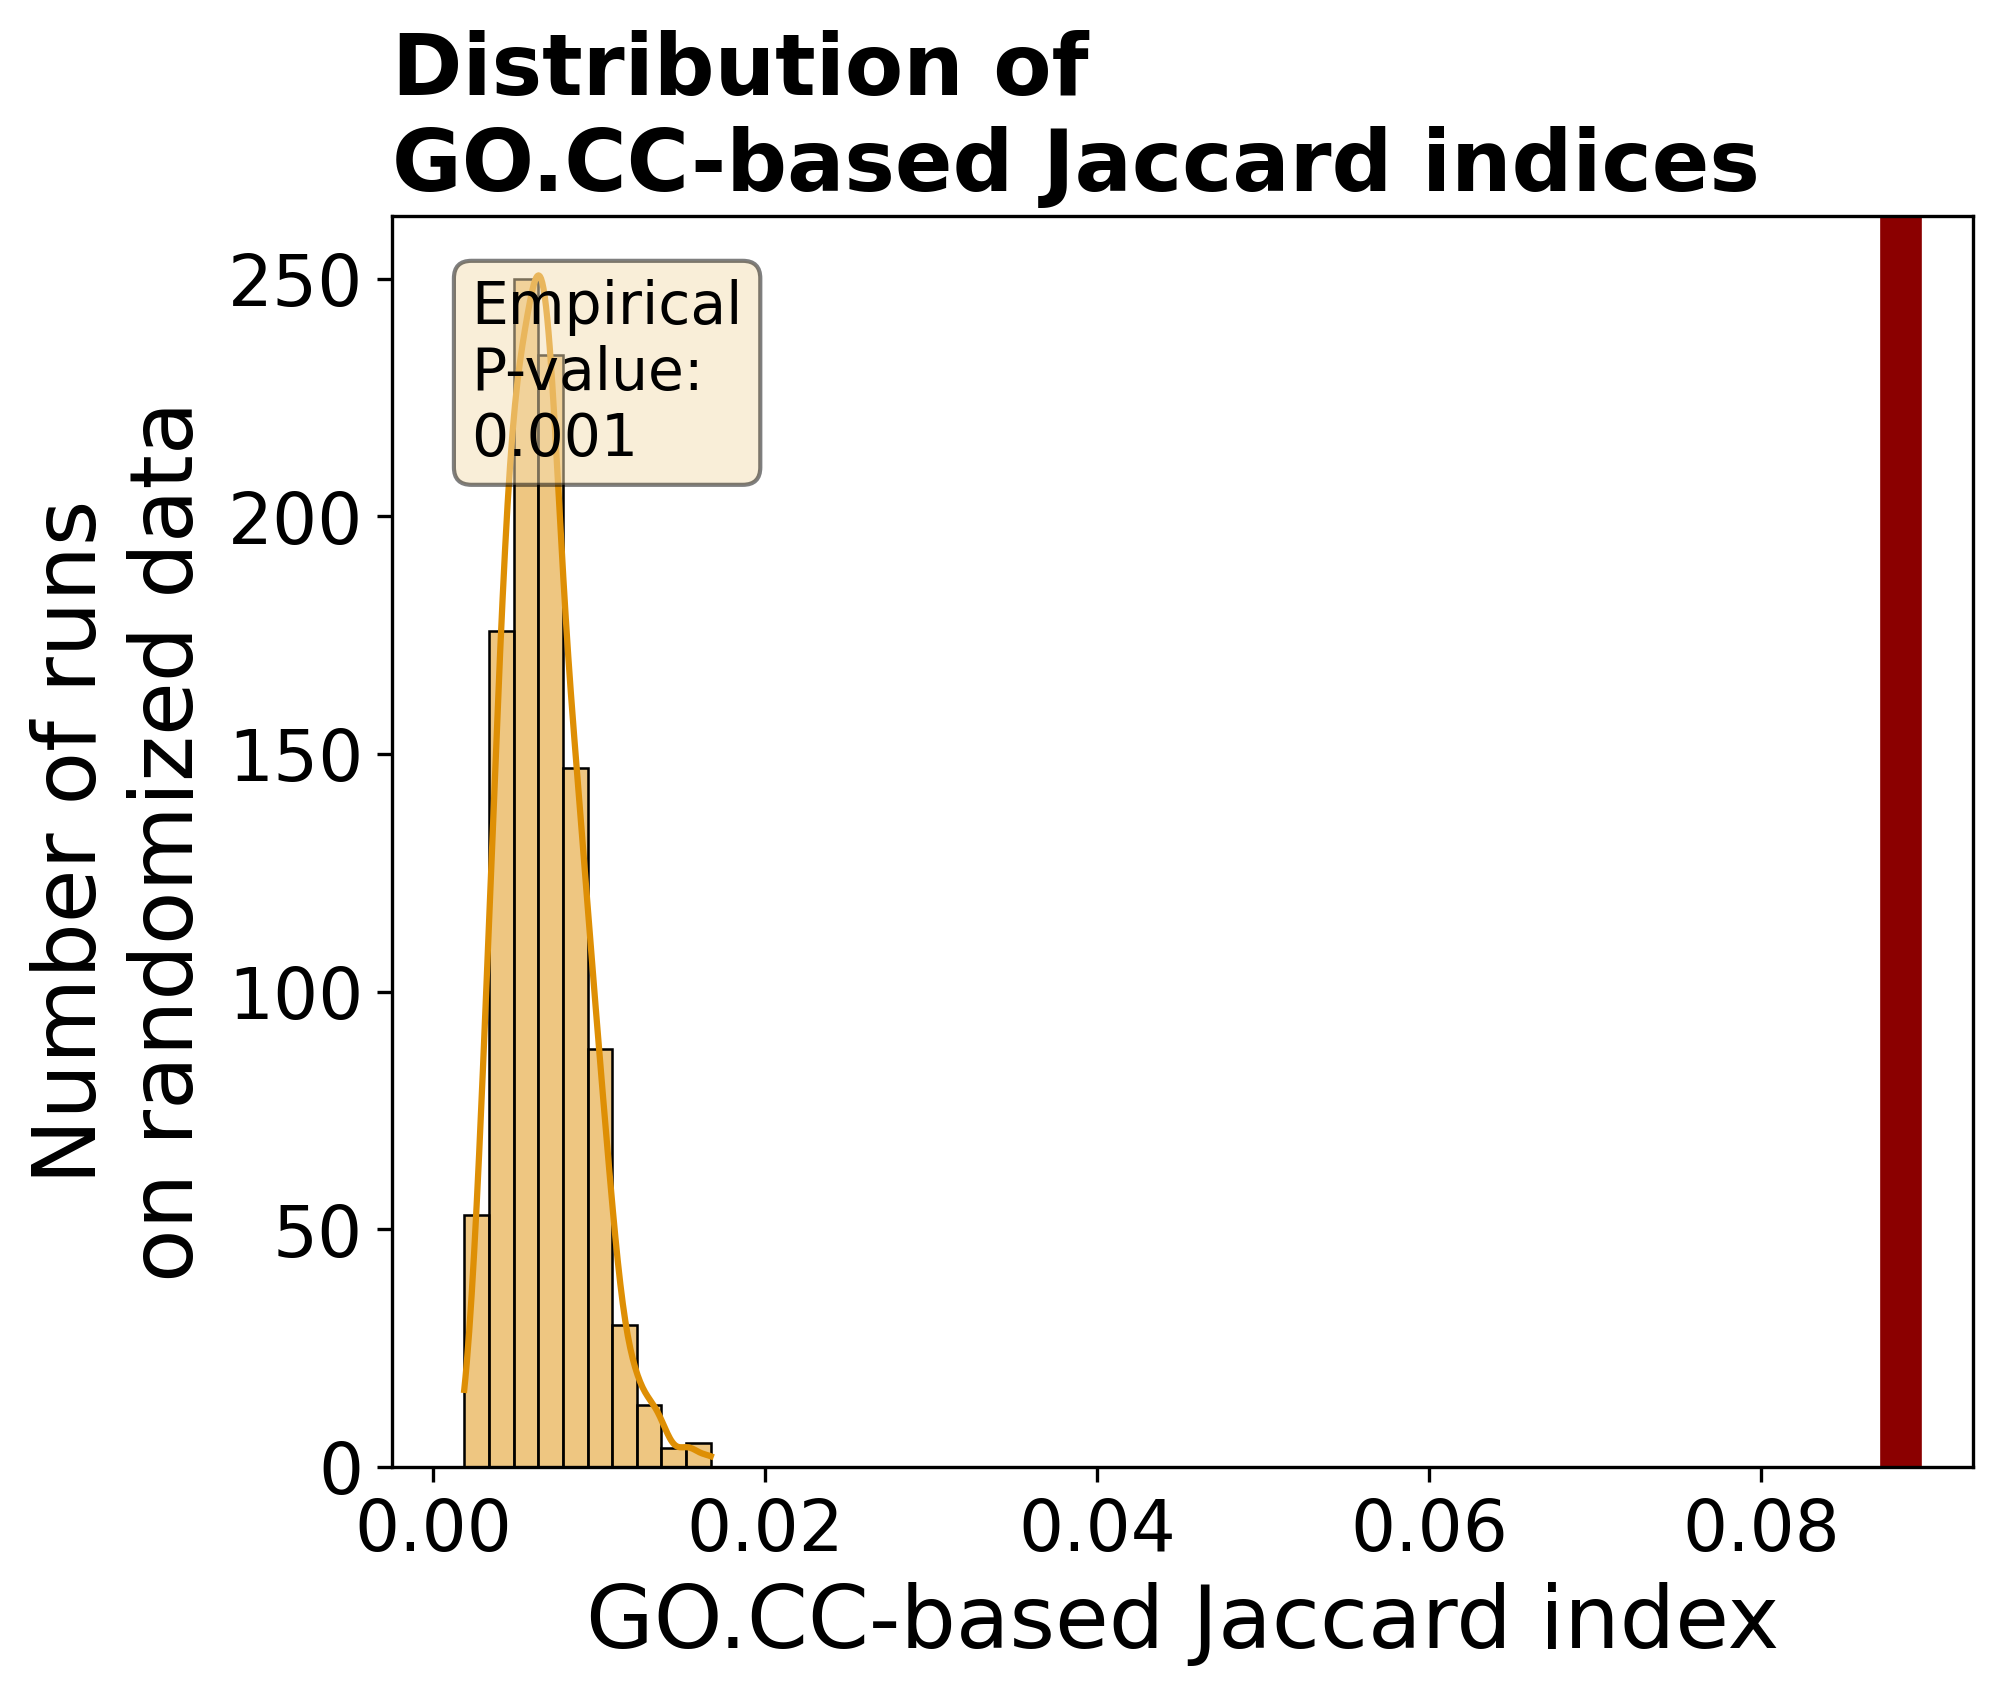 Distribution of
GO.CC-based Jaccard indices
Number of runs
on randomized data
250
200
150
100
50
0
Empirical
P-value:
0.001
0.00
0.02
0.04
0.06
0.08
GO.CC-based Jaccard index